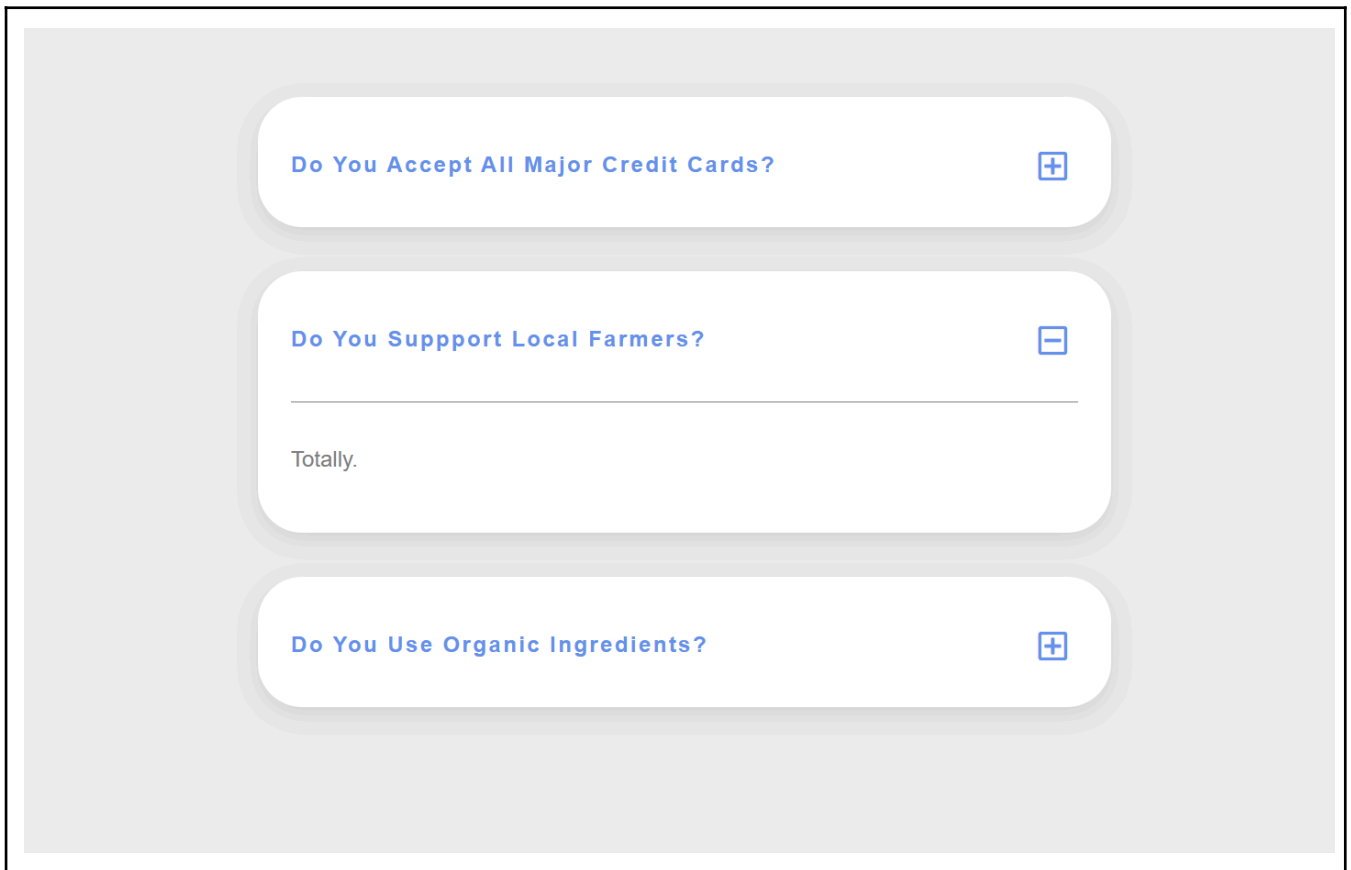 Do You Accept All Major Credit Cards?
Do You Suppport Local Farmers?
Totally.
Do You Use Organic Ingredients?